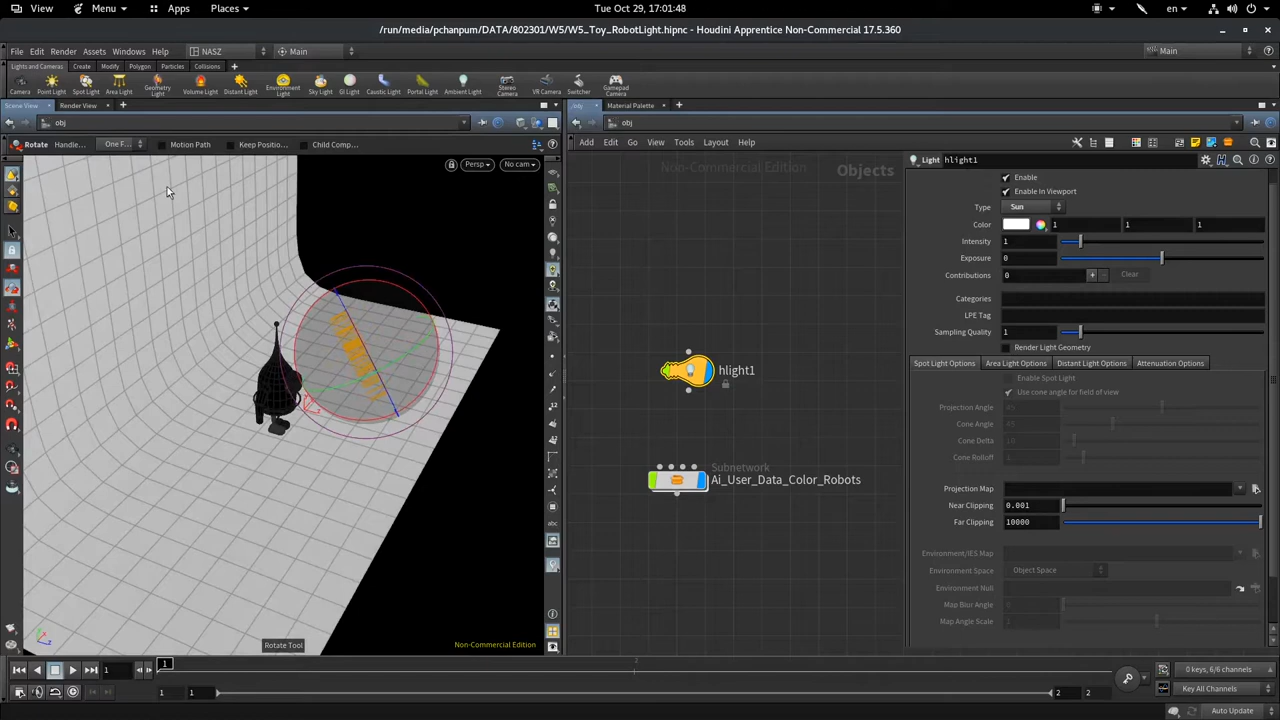 View Menu Apps Places Tue Oct 29, 17:01:48 en
/run/media/pchanpum/DATA/802301/W5/W5_Toy_RobotLight.hipnc - Houdini Apprentice Non-Commercial 17.5.360
File Edit Render Assets Windows Help NASZ Main Main
Lights and Cameras Create Modify Polygon Particles Collisions
Camera Point Light Spot Light Area Light Geometry Light Volume Light Distant Light Environment Light Sky Light GI Light Caustic Light Portal Light Ambient Light Stereo Camera VR Camera Switcher Gamepad Camera
Scene View Render View /obj Material Palette
obj obj
Rotate Handle... One F... Motion Path Keep Positio... Child Comp...
Persp No cam
Add Edit Go View Tools Layout Help
Non-Commercial Edition Objects
hlight1
Subnetwork
Ai_User_Data_Color_Robots
Light hlight1
Enable
Enable In Viewport
Type Sun
Color 1 1 1
Intensity 1
Exposure 0
Contributions 0 Clear
Categories
LPE Tag
Sampling Quality 1
Render Light Geometry
Spot Light Options Area Light Options Distant Light Options Attenuation Options
Enable Spot Light
Use cone angle for field of view
Projection Angle 45
Cone Angle 45
Cone Delta 10
Cone Rolloff 1
Projection Map
Near Clipping 0.001
Far Clipping 10000
Environment/IES Map
Environment Space Object Space
Environment Null
Map Blur Angle 0
Map Angle Scale 2
abc
Rotate Tool
Non-Commercial Edition
1 1 2
0 keys, 6/6 channels
1 1 2 2
Key All Channels
Auto Update